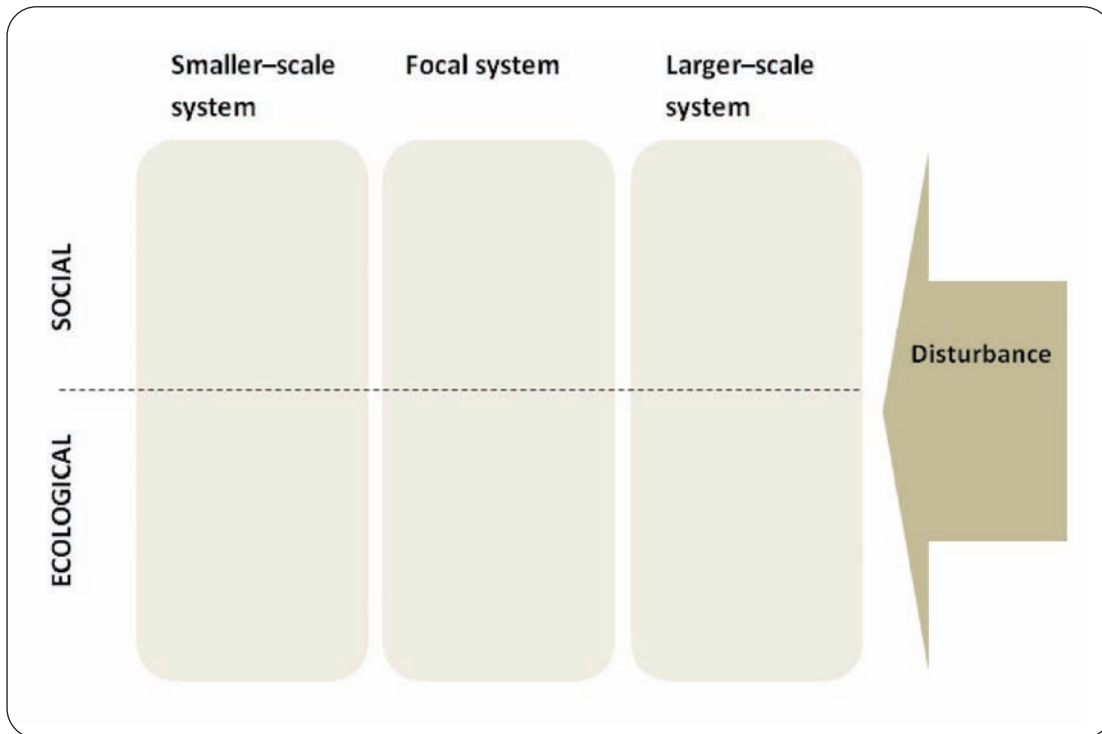 Smaller–scale
system
Focal system
Larger–scale
system
SOCIAL
Disturbance
ECOLOGICAL